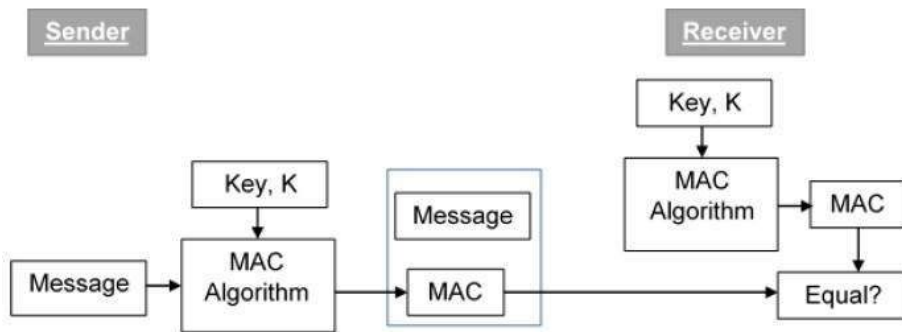 Sender
Receiver
Key, K
MAC
Algorithm
MAC
Key, K
Message
Message
MAC
Algorithm
MAC
Equal?